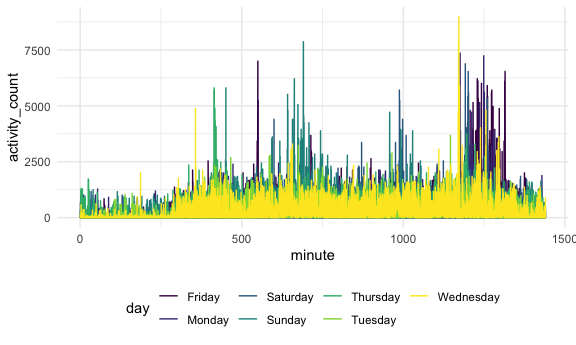 7500
5000
2500
0
activity_count
0 500 1000 1500
minute
day
Friday Saturday Thursday Wednesday
Monday Sunday Tuesday